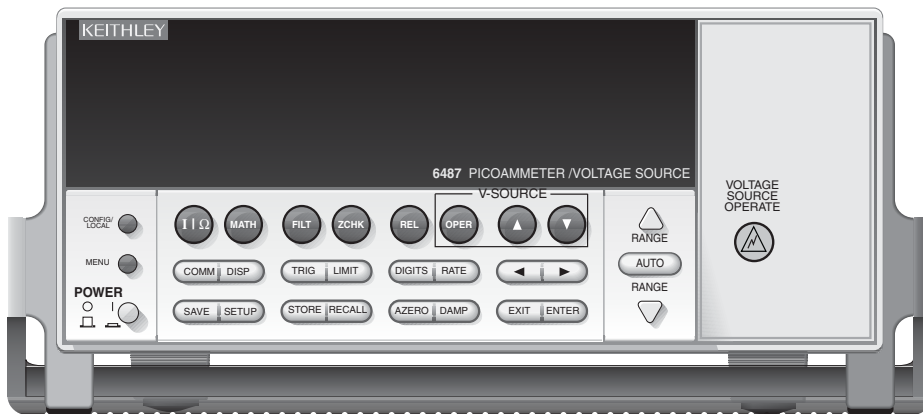 KEITHLEY
6487 PICOAMMETER /VOLTAGE SOURCE
V-SOURCE
CONFIG/
LOCAL
I | Ω MATH FILT ZCHK REL OPER
MENU
COMM DISP TRIG LIMIT DIGITS RATE
POWER
O I
SAVE SETUP STORE RECALL AZERO DAMP EXIT ENTER
RANGE
AUTO
RANGE
VOLTAGE
SOURCE
OPERATE